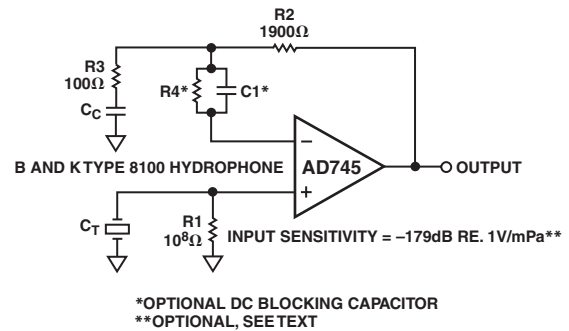 R2
1900Ω
R3
100Ω
R4*
C1*
CC
B AND K TYPE 8100 HYDROPHONE
AD745
OUTPUT
CT
R1
10⁸Ω
INPUT SENSITIVITY = –179dB RE. 1V/mPa**
*OPTIONAL DC BLOCKING CAPACITOR
**OPTIONAL, SEE TEXT